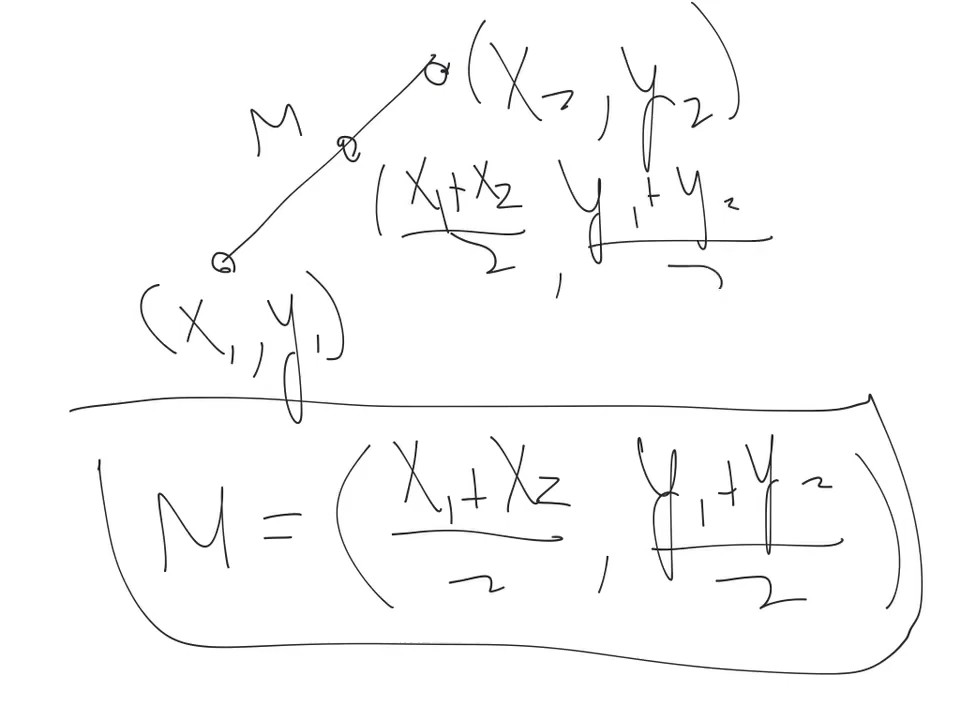 (x₂, y₂)
M
(x₁+x₂/2, y₁+y₂/2
(x₁, y₁)
M = (x₁+x₂/2, y₁+y₂/2)